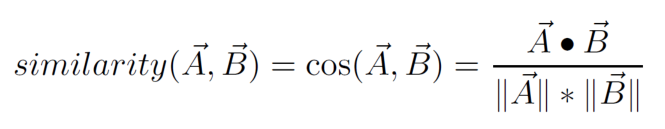 similarity(A⃗, B⃗) = cos(A⃗, B⃗) = (A⃗ • B⃗) / (‖A⃗‖ * ‖B⃗‖)